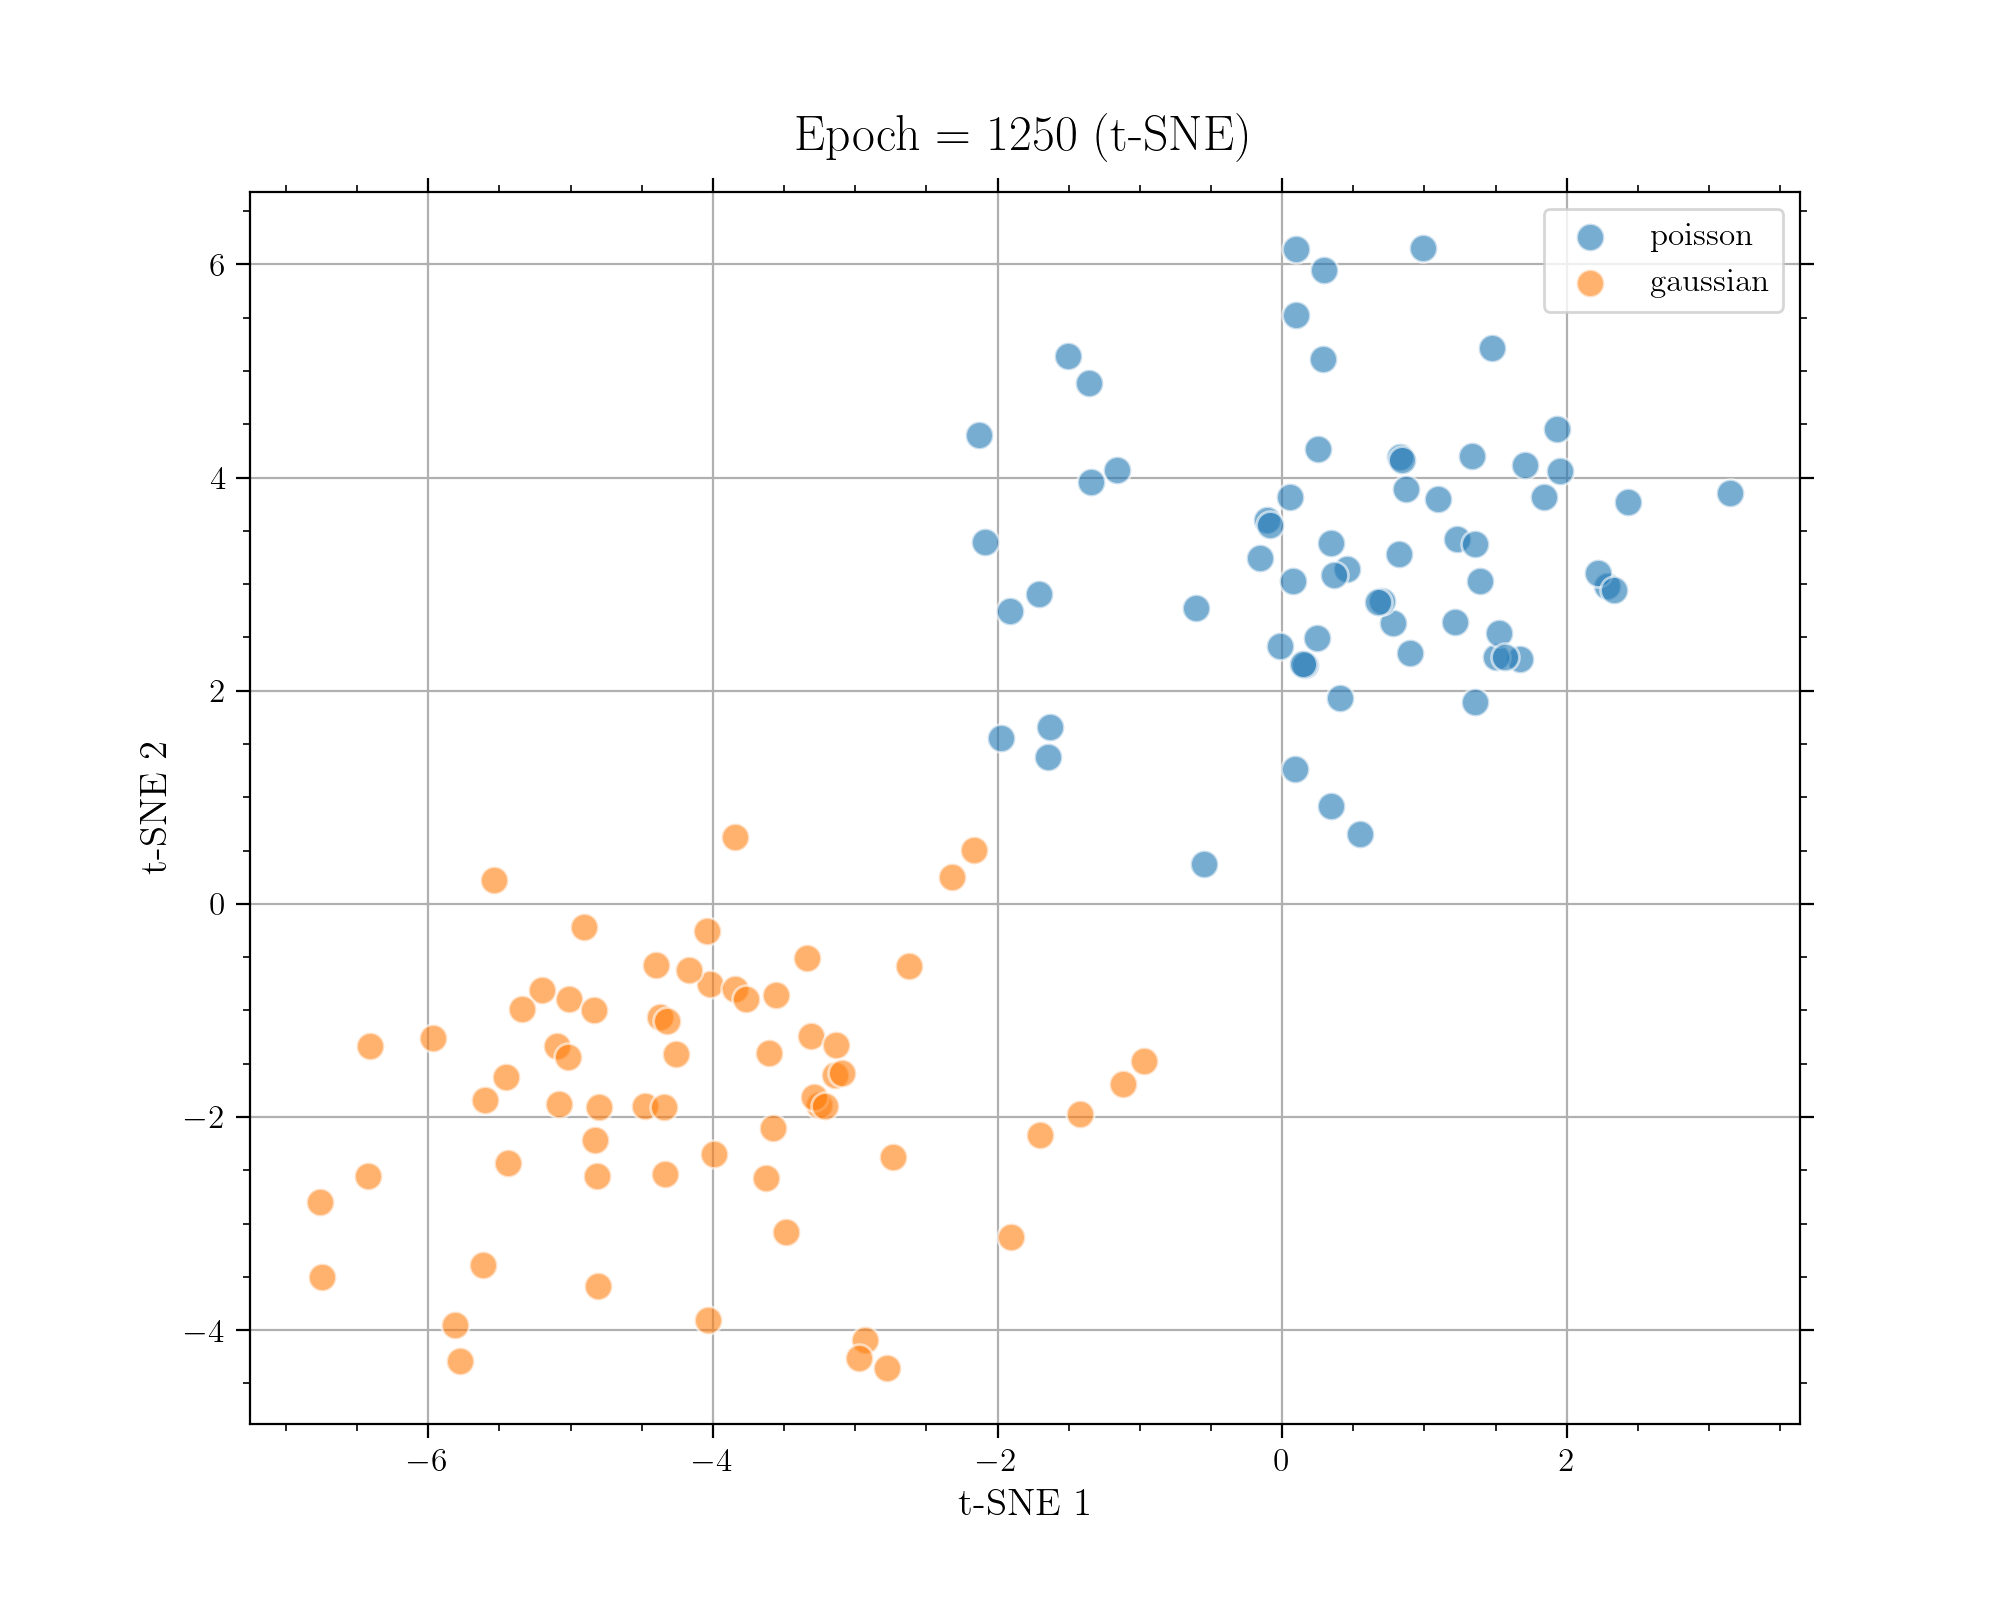 Epoch = 1250 (t-SNE)
poisson
gaussian
6
4
2
0
−2
−4
t-SNE 2
−6
−4
−2
0
2
t-SNE 1